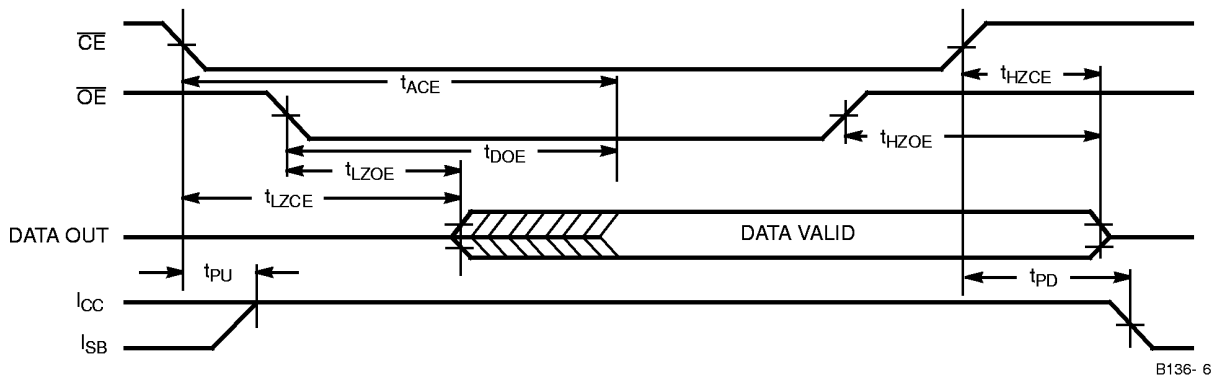 CE
tACE
tHZCE
OE
tHZOE
tDOE
tLZOE
tLZCE
DATA OUT
DATA VALID
tPU
tPD
ICC
ISB
B136- 6